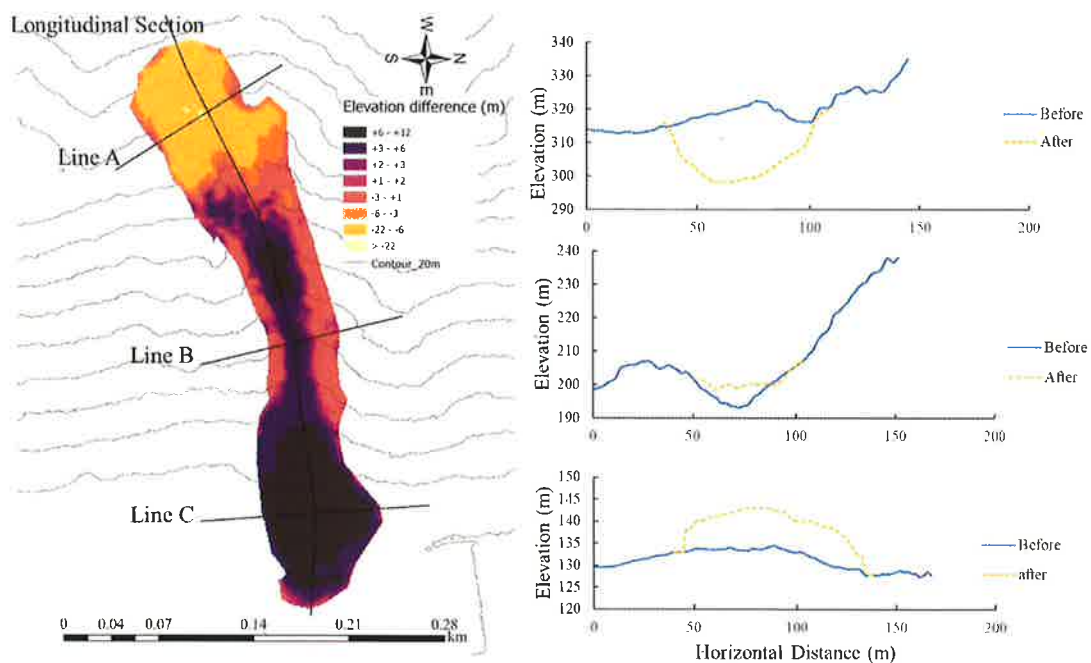 Longitudinal Section
W
S
N
E
Elevation difference (m)
+6 - +12
+3 - +6
+2 - +3
+1 - +2
-3 - +1
-6 - -3
-22 - -6
> -22
Contour_20m
Line A
Line B
Line C
0 0.04 0.07 0.14 0.21 0.28
km
Elevation (m)
340
330
320
310
300
290
0 50 100 150 200
Before
After
Elevation (m)
240
230
220
210
200
190
0 50 100 150 200
Before
After
Elevation (m)
150
145
140
135
130
125
120
0 50 100 150 200
Before
after
Horizontal Distance (m)